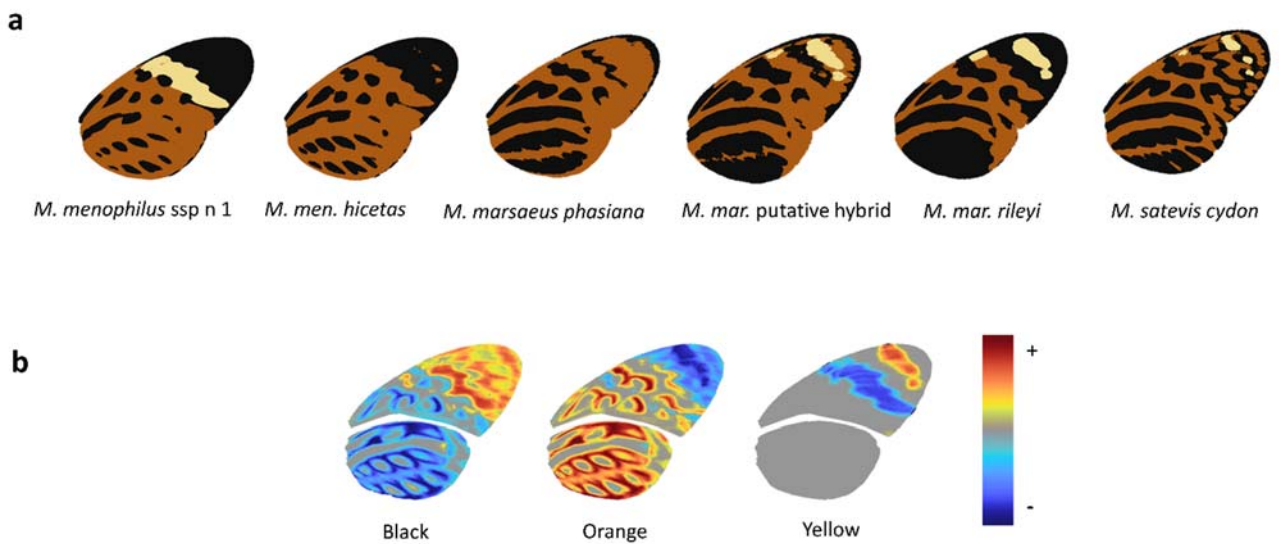 a
M. menophilus ssp n 1 M. men. hicetas M. marsaeus phasiana M. mar. putative hybrid M. mar. rileyi M. satevis cydon
b
+
-
Black Orange Yellow